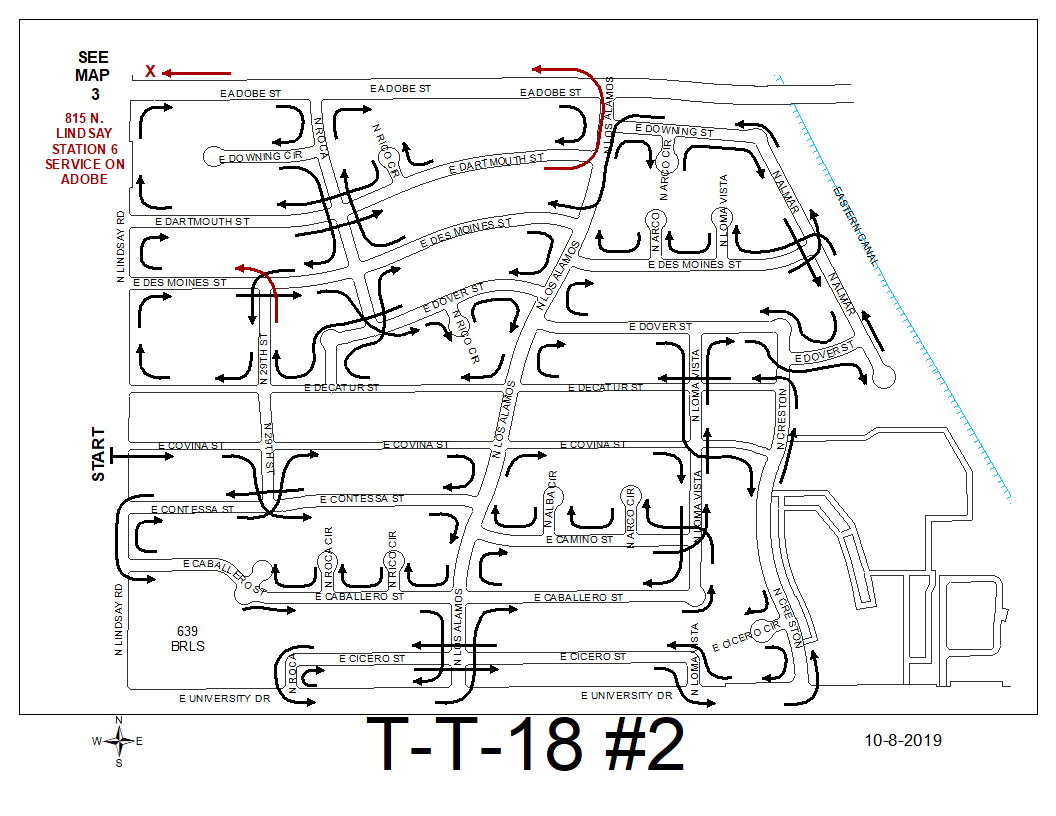 SEE
MAP
3
X
815 N.
LINDSAY
STATION 6
SERVICE ON
ADOBE
E ADOBE ST
E ADOBE ST
E ADOBE ST
N LOS ALAMOS
E DOWNING ST
N ROCA
N RICO CIR
E DOWNING CIR
E DARTMOUTH ST
N ARCO CIR
N ALMAR
N LOMA VISTA
EASTERN CANAL
N LINDSAY RD
E DARTMOUTH ST
E DES MOINES ST
N ARCO
N LOS ALAMOS
E DES MOINES ST
E DES MOINES ST
N ALMAR
E DOVER ST
N RICO CIR
E DOVER ST
E DOVER ST
N 29TH ST
N LOMA VISTA
E DECATUR ST
E DECATUR ST
N LOS ALAMOS
N CRESTON
START
E COVINA ST
N 29TH ST
E COVINA ST
E COVINA ST
E CONTESSA ST
E CONTESSA ST
N ALBA CIR
N ARCO CIR
N LOMA VISTA
N ROCA CIR
N RICO CIR
E CAMINO ST
E CABALLERO ST
E CABALLERO ST
E CABALLERO ST
N LINDSAY RD
N LOS ALAMOS
N CRESTON
639
BRLS
E CICERO CIR
E CICERO ST
E CICERO ST
N ROCA
N LOMA VISTA
E UNIVERSITY DR
E UNIVERSITY DR
N
W E
S
T-T-18 #2
10-8-2019